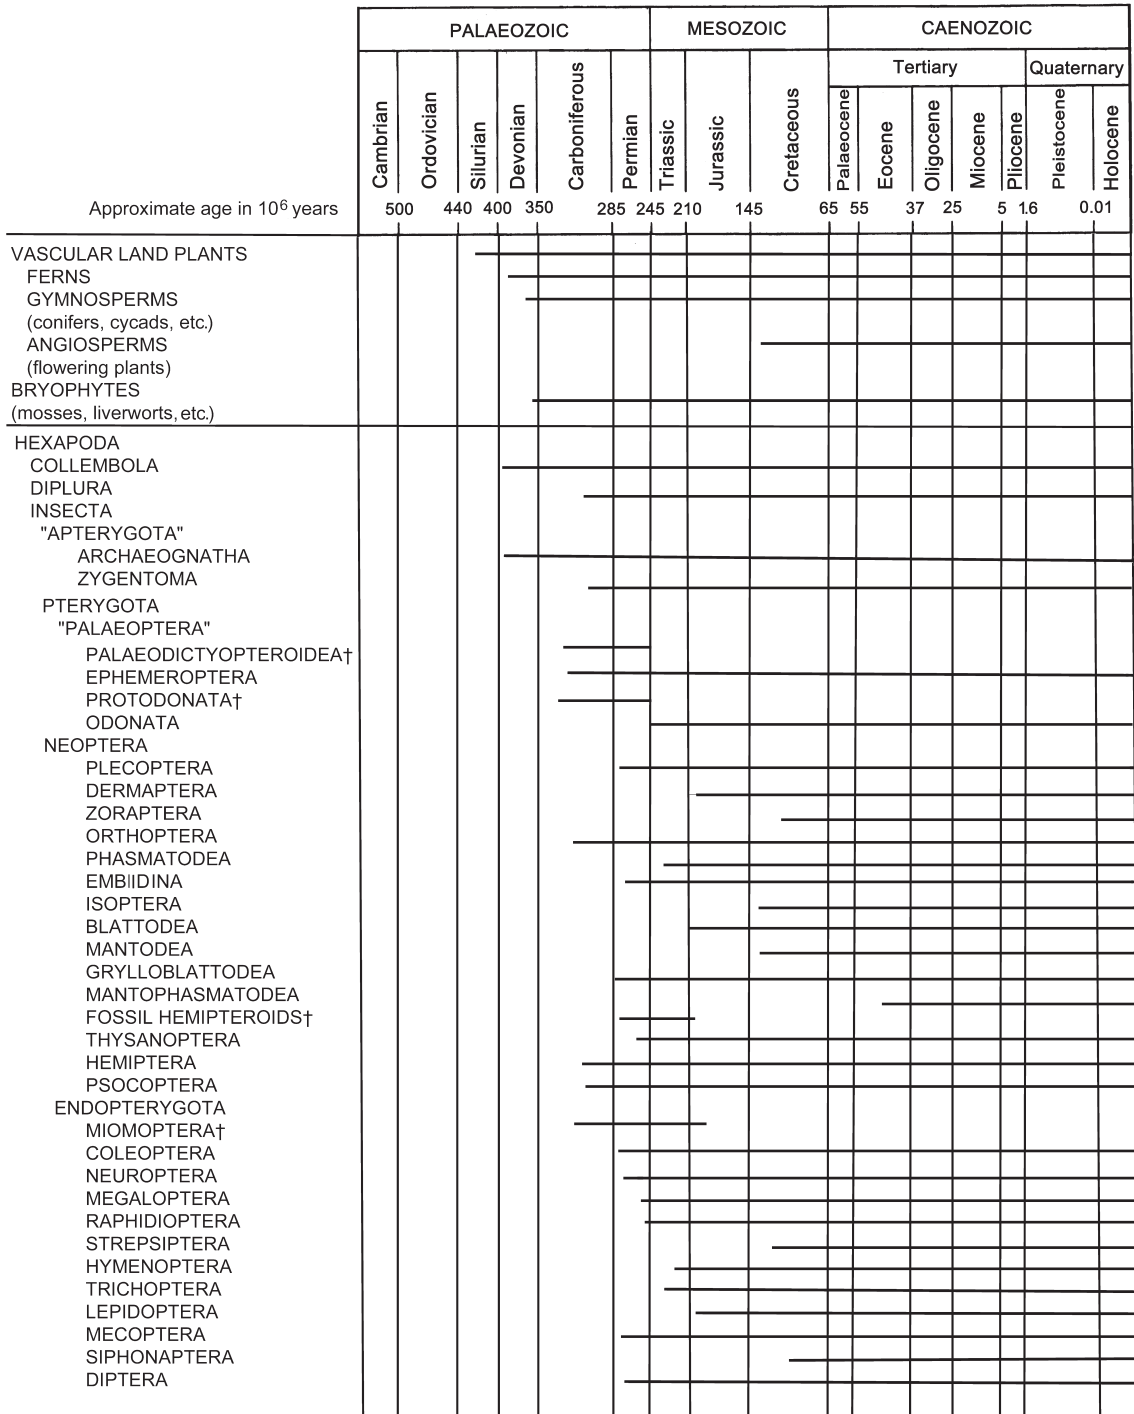 PALAEOZOIC MESOZOIC CAENOZOIC
Tertiary Quaternary
Cambrian Ordovician Silurian Devonian Carboniferous Permian Triassic Jurassic Cretaceous Palaeocene Eocene Oligocene Miocene Pliocene Pleistocene Holocene
Approximate age in 10⁶ years 500 440 400 350 285 245 210 145 65 55 37 25 5 1.6 0.01
VASCULAR LAND PLANTS
FERNS
GYMNOSPERMS
(conifers, cycads, etc.)
ANGIOSPERMS
(flowering plants)
BRYOPHYTES
(mosses, liverworts, etc.)
HEXAPODA
COLLEMBOLA
DIPLURA
INSECTA
"APTERYGOTA"
ARCHAEOGNATHA
ZYGENTOMA
PTERYGOTA
"PALAEOPTERA"
PALAEODICTYOPTEROIDEA†
EPHEMEROPTERA
PROTODONATA†
ODONATA
NEOPTERA
PLECOPTERA
DERMAPTERA
ZORAPTERA
ORTHOPTERA
PHASMATODEA
EMBIIDINA
ISOPTERA
BLATTODEA
MANTODEA
GRYLLOBLATTODEA
MANTOPHASMATODEA
FOSSIL HEMIPTEROIDS†
THYSANOPTERA
HEMIPTERA
PSOCOPTERA
ENDOPTERYGOTA
MIOMOPTERA†
COLEOPTERA
NEUROPTERA
MEGALOPTERA
RAPHIDIOPTERA
STREPSIPTERA
HYMENOPTERA
TRICHOPTERA
LEPIDOPTERA
MECOPTERA
SIPHONAPTERA
DIPTERA